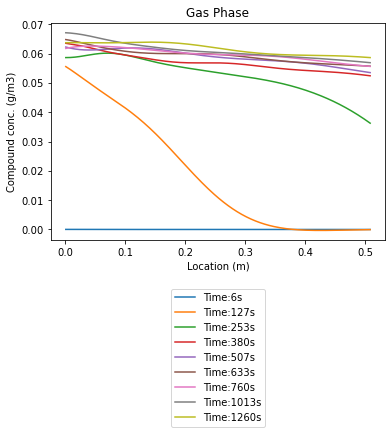 Gas Phase
Compound conc. (g/m3)
0.07
0.06
0.05
0.04
0.03
0.02
0.01
0.00
0.0 0.1 0.2 0.3 0.4 0.5
Location (m)
Time:6s
Time:127s
Time:253s
Time:380s
Time:507s
Time:633s
Time:760s
Time:1013s
Time:1260s